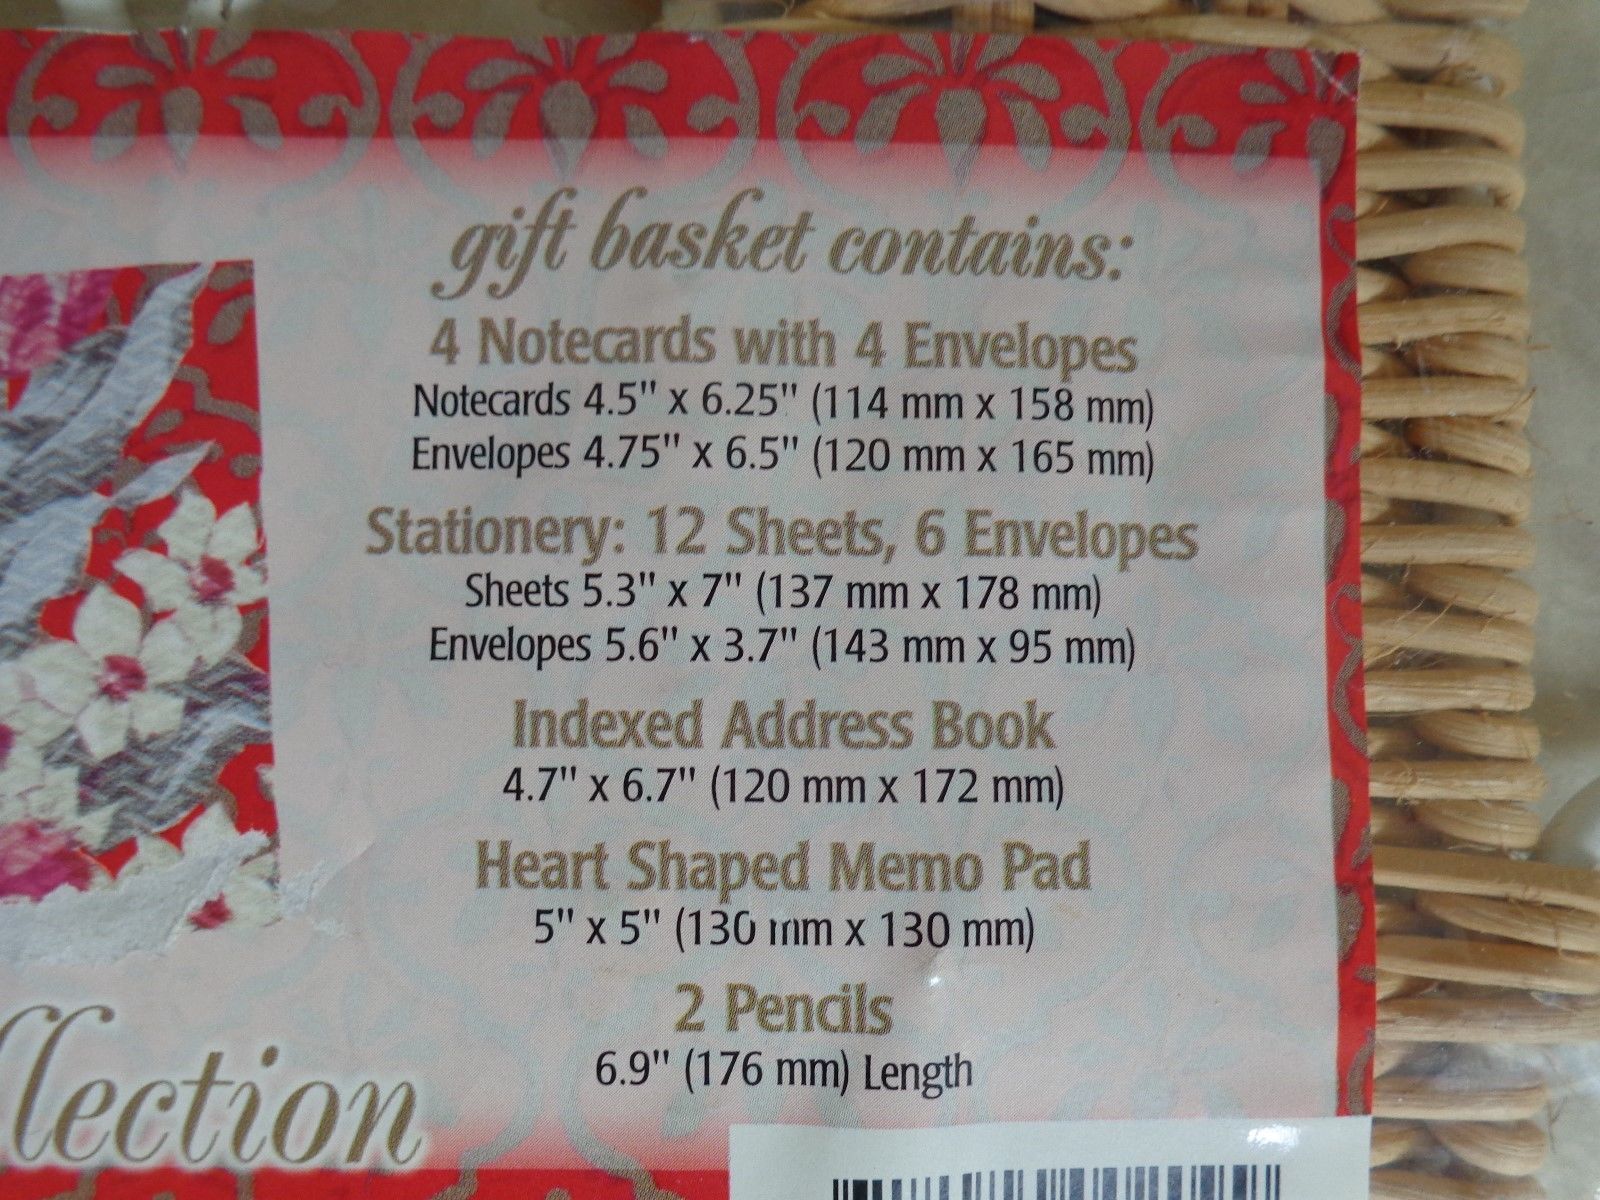 gift basket contains:
4 Notecards with 4 Envelopes
Notecards 4.5" x 6.25" (114 mm x 158 mm)
Envelopes 4.75" x 6.5" (120 mm x 165 mm)
Stationery: 12 Sheets, 6 Envelopes
Sheets 5.3" x 7" (137 mm x 178 mm)
Envelopes 5.6" x 3.7" (143 mm x 95 mm)
Indexed Address Book
4.7" x 6.7" (120 mm x 172 mm)
Heart Shaped Memo Pad
5" x 5" (130 mm x 130 mm)
2 Pencils
6.9" (176 mm) Length